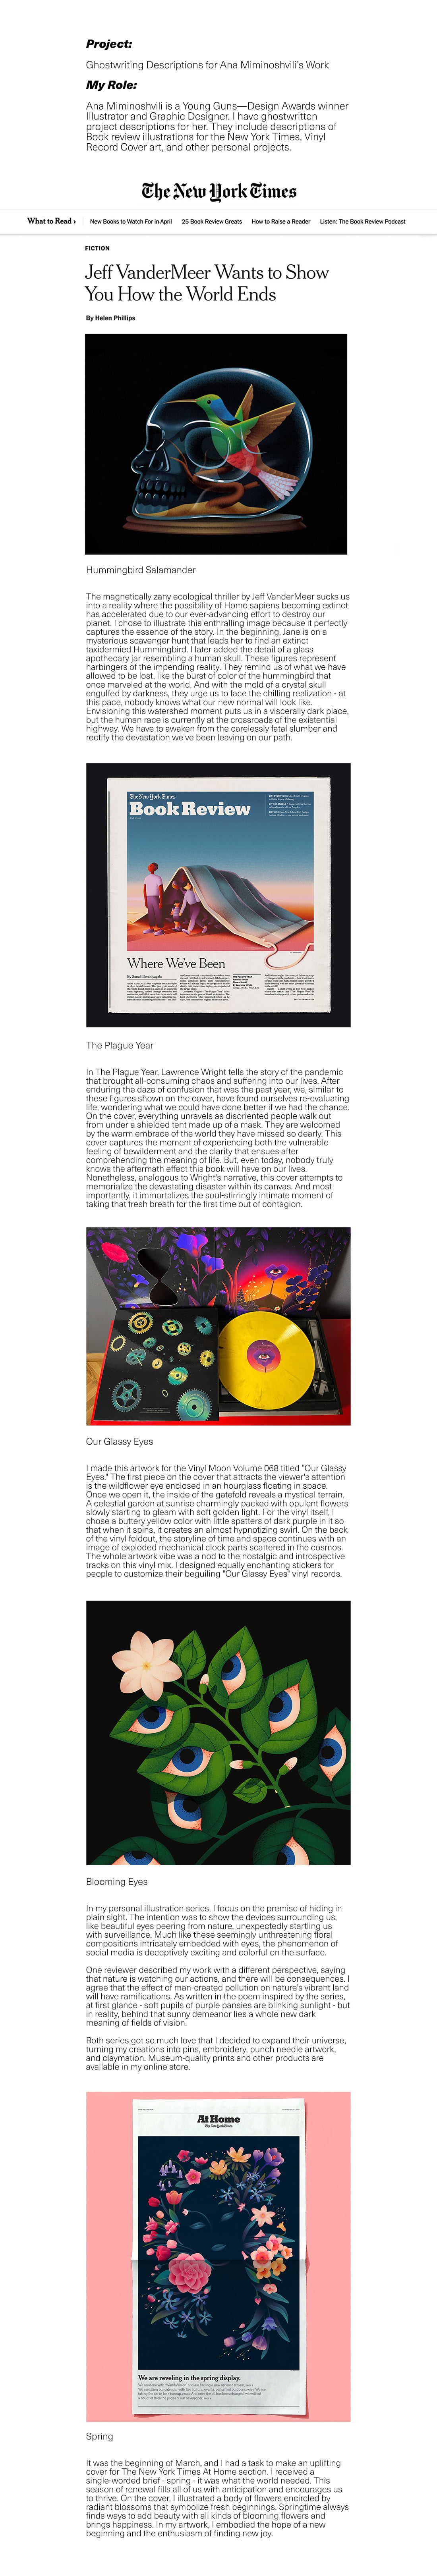 Project:
Ghostwriting Descriptions for Ana Miminoshvili's Work
My Role:
Ana Miminoshvili is a Young Guns—Design Awards winner
Illustrator and Graphic Designer. I have ghostwritten
project descriptions for her. They include descriptions of
Book review illustrations for the New York Times, Vinyl
Record Cover art, and other personal projects.
The New York Times
What to Read › New Books to Watch For in April 25 Book Review Greats How to Raise a Reader Listen: The Book Review Podcast
FICTION
Jeff VanderMeer Wants to Show
You How the World Ends
By Helen Phillips
Hummingbird Salamander
The magnetically zany ecological thriller by Jeff VanderMeer sucks us
into a reality where the possibility of Homo sapiens becoming extinct
has accelerated due to our ever-advancing effort to destroy our
planet. I chose to illustrate this enthralling image because it perfectly
captures the essence of the story. In the beginning, Jane is on a
mysterious scavenger hunt that leads her to find an extinct
taxidermied Hummingbird. I later added the detail of a glass
apothecary jar resembling a human skull. These figures represent
harbingers of the impending reality. They remind us of what we have
allowed to be lost, like the burst of color of the hummingbird that
once marveled at the world. And with the mold of a crystal skull
engulfed by darkness, they urge us to face the chilling realization - at
this pace, nobody knows what our new normal will look like.
Envisioning this watershed moment puts us in a viscerally dark place,
but the human race is currently at the crossroads of the existential
highway. We have to awaken from the carelessly fatal slumber and
rectify the devastation we've been leaving on our path.
The New York Times
Book Review
Where We've Been
The Plague Year
In The Plague Year, Lawrence Wright tells the story of the pandemic
that brought all-consuming chaos and suffering into our lives. After
enduring the daze of confusion that was the past year, we, similar to
these figures shown on the cover, have found ourselves re-evaluating
life, wondering what we could have done better if we had the chance.
On the cover, everything unravels as disoriented people walk out
from under a shielded tent made up of a mask. They are welcomed
by the warm embrace of the world they have missed so dearly. This
cover captures the moment of experiencing both the vulnerable
feeling of bewilderment and the clarity that ensues after
comprehending the meaning of life. But, even today, nobody truly
knows the aftermath effect this book will have on our lives.
Nonetheless, analogous to Wright's narrative, this cover attempts to
memorialize the devastating disaster within its canvas. And most
importantly, it immortalizes the soul-stirringly intimate moment of
taking that fresh breath for the first time out of contagion.
Our Glassy Eyes
I made this artwork for the Vinyl Moon Volume 068 titled "Our Glassy
Eyes." The first piece on the cover that attracts the viewer's attention
is the wildflower eye enclosed in an hourglass floating in space.
Once we open it, the inside of the gatefold reveals a mystical terrain.
A celestial garden at sunrise charmingly packed with opulent flowers
slowly starting to gleam with soft golden light. For the vinyl itself, I
chose a buttery yellow color with little spatters of dark purple in it so
that when it spins, it creates an almost hypnotizing swirl. On the back
of the vinyl foldout, the storyline of time and space continues with an
image of exploded mechanical clock parts scattered in the cosmos.
The whole artwork vibe was a nod to the nostalgic and introspective
tracks on this vinyl mix. I designed equally enchanting stickers for
people to customize their beguiling "Our Glassy Eyes" vinyl records.
Blooming Eyes
In my personal illustration series, I focus on the premise of hiding in
plain sight. The intention was to show the devices surrounding us,
like beautiful eyes peering from nature, unexpectedly startling us
with surveillance. Much like these seemingly unthreatening floral
compositions intricately embedded with eyes, the phenomenon of
social media is deceptively exciting and colorful on the surface.
One reviewer described my work with a different perspective, saying
that nature is watching our actions, and there will be consequences. I
agree that the effect of man-created pollution on nature's vibrant land
will have ramifications. As written in the poem inspired by the series,
at first glance - soft pupils of purple pansies are blinking sunlight - but
in reality, behind that sunny demeanor lies a whole new dark
meaning of fields of vision.
Both series got so much love that I decided to expand their universe,
turning my creations into pins, embroidery, punch needle artwork,
and claymation. Museum-quality prints and other products are
available in my online store.
At Home
The New York Times
We are reveling in the spring display.
Spring
It was the beginning of March, and I had a task to make an uplifting
cover for The New York Times At Home section. I received a
single-worded brief - spring - it was what the world needed. This
season of renewal fills all of us with anticipation and encourages us
to thrive. On the cover, I illustrated a body of flowers encircled by
radiant blossoms that symbolize fresh beginnings. Springtime always
finds ways to add beauty with all kinds of blooming flowers and
brings happiness. In my artwork, I embodied the hope of a new
beginning and the enthusiasm of finding new joy.